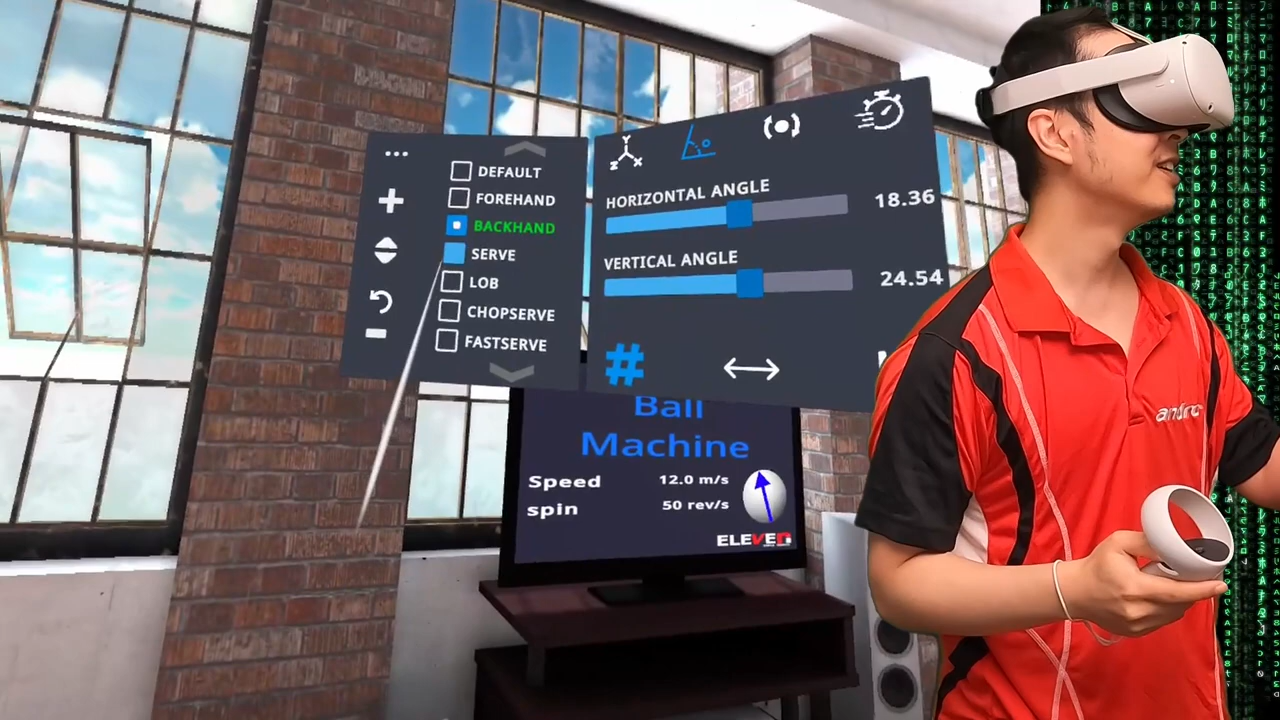 DEFAULT
FOREHAND
BACKHAND
SERVE
LOB
CHOPSERVE
FASTSERVE
HORIZONTAL ANGLE
18.36
VERTICAL ANGLE
24.54
Ball
Machine
Speed 12.0 m/s
spin 50 rev/s
ELEVEN
andro